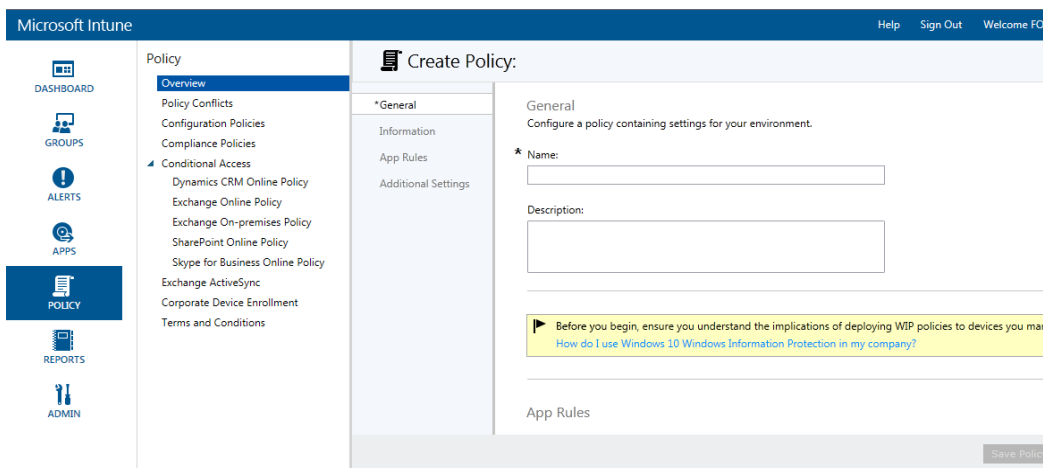 Microsoft Intune
Help Sign Out Welcome FO
DASHBOARD
GROUPS
ALERTS
APPS
POLICY
REPORTS
ADMIN
Policy
Overview
Policy Conflicts
Configuration Policies
Compliance Policies
Conditional Access
Dynamics CRM Online Policy
Exchange Online Policy
Exchange On-premises Policy
SharePoint Online Policy
Skype for Business Online Policy
Exchange ActiveSync
Corporate Device Enrollment
Terms and Conditions
Create Policy:
*General
Information
App Rules
Additional Settings
General
Configure a policy containing settings for your environment.
* Name:
Description:
Before you begin, ensure you understand the implications of deploying WIP policies to devices you mar
How do I use Windows 10 Windows Information Protection in my company?
App Rules
Save Policy